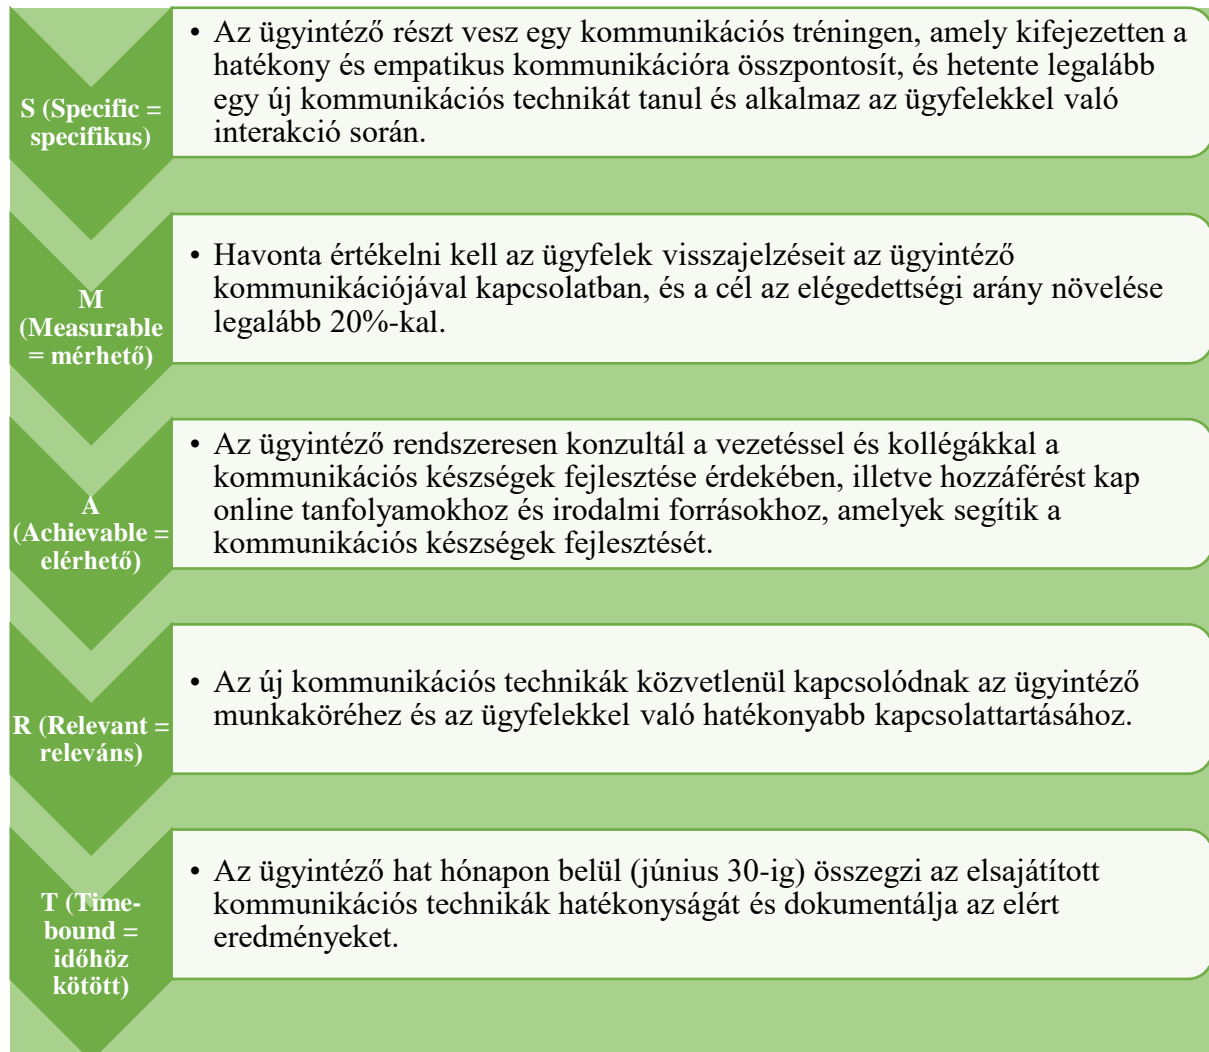 S (Specific =
specifikus)
• Az ügyintéző részt vesz egy kommunikációs tréningen, amely kifejezetten a
hatékony és empatikus kommunikációra összpontosít, és hetente legalább
egy új kommunikációs technikát tanul és alkalmaz az ügyfelekkel való
interakció során.
M
(Measurable
= mérhető)
• Havonta értékelni kell az ügyfelek visszajelzéseit az ügyintéző
kommunikációjával kapcsolatban, és a cél az elégedettségi arány növelése
legalább 20%-kal.
A
(Achievable =
elérhető)
• Az ügyintéző rendszeresen konzultál a vezetéssel és kollégákkal a
kommunikációs készségek fejlesztése érdekében, illetve hozzáférést kap
online tanfolyamokhoz és irodalmi forrásokhoz, amelyek segítik a
kommunikációs készségek fejlesztését.
R (Relevant =
releváns)
• Az új kommunikációs technikák közvetlenül kapcsolódnak az ügyintéző
munkaköréhez és az ügyfelekkel való hatékonyabb kapcsolattartásához.
T (Time-
bound =
időhöz
kötött)
• Az ügyintéző hat hónapon belül (június 30-ig) összegzi az elsajátított
kommunikációs technikák hatékonyságát és dokumentálja az elért
eredményeket.